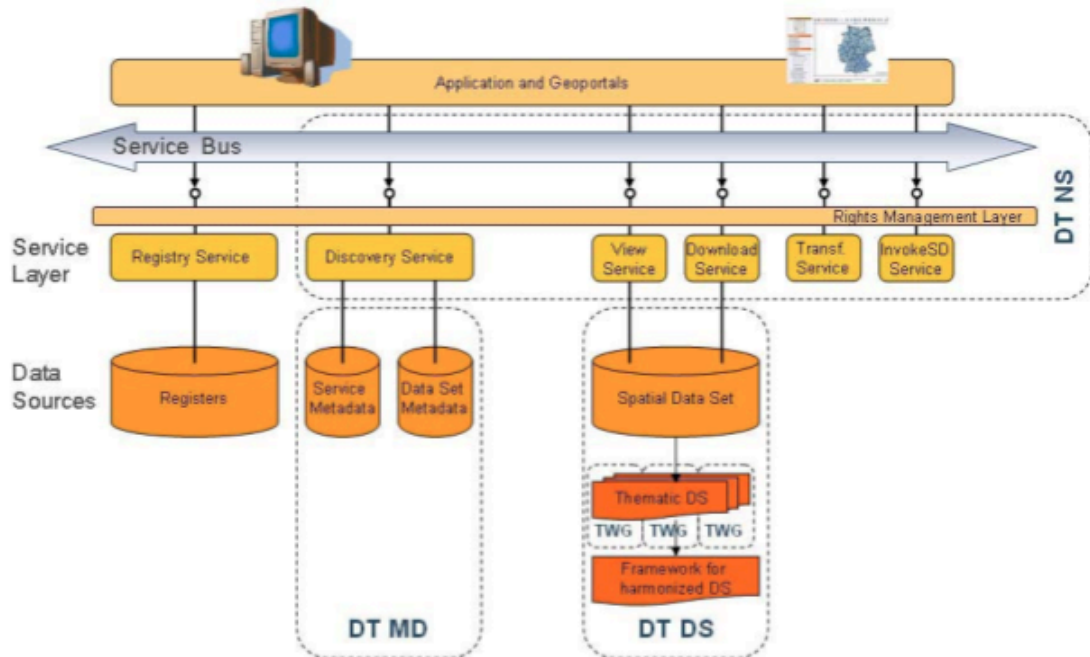 Application and Geoportals
Service Bus
DT NS
Rights Management Layer
Service
Layer
Registry Service
Discovery Service
View
Service
Download
Service
Transf.
Service
InvokeSD
Service
Data
Sources
Registers
Service
Metadata
Data Set
Metadata
Spatial Data Set
Thematic DS
TWG
TWG
TWG
Framework for
harmonized DS
DT MD
DT DS